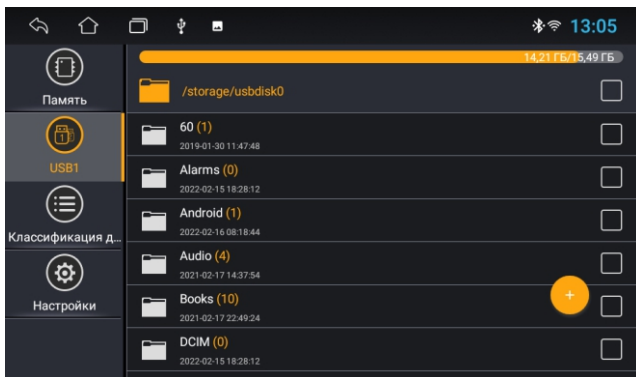 13:05
14,21 ГБ/15,49 ГБ
Память
/storage/usbdisk0
1
USB1
60 (1)
2019-01-30 11:47:48
Alarms (0)
2022-02-15 18:28:12
Классификация д...
Android (1)
2022-02-16 08:18:44
Настройки
Audio (4)
2021-02-17 14:37:54
Books (10)
2021-02-17 22:49:24
+
DCIM (0)
2022-02-15 18:28:12